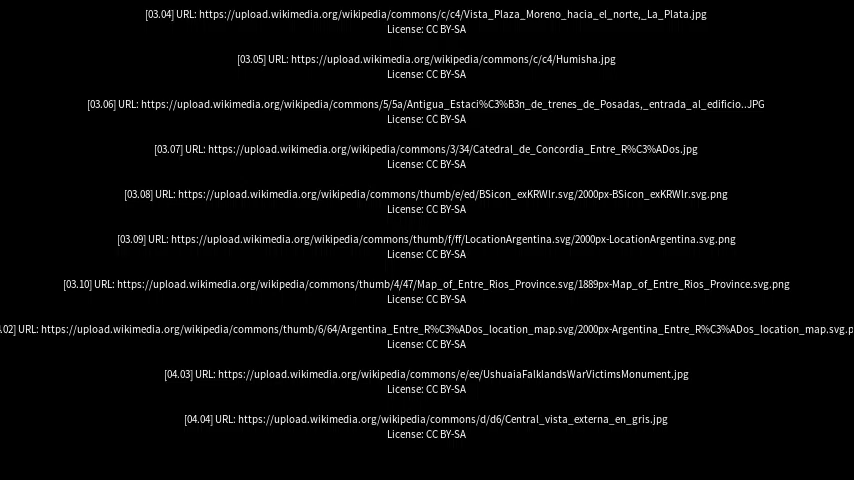 [03.04] URL: https://upload.wikimedia.org/wikipedia/commons/c/c4/Vista_Plaza_Moreno_hacia_el_norte,_La_Plata.jpg
License: CC BY-SA
[03.05] URL: https://upload.wikimedia.org/wikipedia/commons/c/c4/Humisha.jpg
License: CC BY-SA
[03.06] URL: https://upload.wikimedia.org/wikipedia/commons/5/5a/Antigua_Estaci%C3%B3n_de_trenes_de_Posadas,_entrada_al_edificio..JPG
License: CC BY-SA
[03.07] URL: https://upload.wikimedia.org/wikipedia/commons/3/34/Catedral_de_Concordia_Entre_R%C3%ADos.jpg
License: CC BY-SA
[03.08] URL: https://upload.wikimedia.org/wikipedia/commons/thumb/e/ed/BSicon_exKRWlr.svg/2000px-BSicon_exKRWlr.svg.png
License: CC BY-SA
[03.09] URL: https://upload.wikimedia.org/wikipedia/commons/thumb/f/ff/LocationArgentina.svg/2000px-LocationArgentina.svg.png
License: CC BY-SA
[03.10] URL: https://upload.wikimedia.org/wikipedia/commons/thumb/4/47/Map_of_Entre_Rios_Province.svg/1889px-Map_of_Entre_Rios_Province.svg.png
License: CC BY-SA
.02] URL: https://upload.wikimedia.org/wikipedia/commons/thumb/6/64/Argentina_Entre_R%C3%ADos_location_map.svg/2000px-Argentina_Entre_R%C3%ADos_location_map.svg.p
License: CC BY-SA
[04.03] URL: https://upload.wikimedia.org/wikipedia/commons/e/ee/UshuaiaFalklandsWarVictimsMonument.jpg
License: CC BY-SA
[04.04] URL: https://upload.wikimedia.org/wikipedia/commons/d/d6/Central_vista_externa_en_gris.jpg
License: CC BY-SA